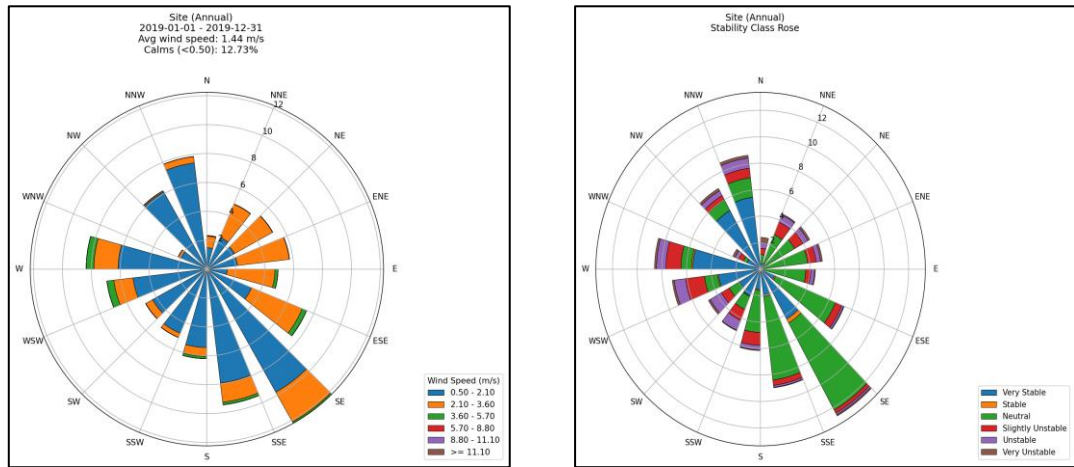 Site (Annual)
2019-01-01 - 2019-12-31
Avg wind speed: 1.44 m/s
Calms (<0.50): 12.73%
N
NNE
NE
ENE
E
ESE
SE
SSE
S
SSW
SW
WSW
W
WNW
NW
NNW
2
4
6
8
10
12
Wind Speed (m/s)
0.50 - 2.10
2.10 - 3.60
3.60 - 5.70
5.70 - 8.80
8.80 - 11.10
>= 11.10
Site (Annual)
Stability Class Rose
N
NNE
NE
ENE
E
ESE
SE
SSE
S
SSW
SW
WSW
W
WNW
NW
NNW
2
4
6
8
10
12
Very Stable
Stable
Neutral
Slightly Unstable
Unstable
Very Unstable